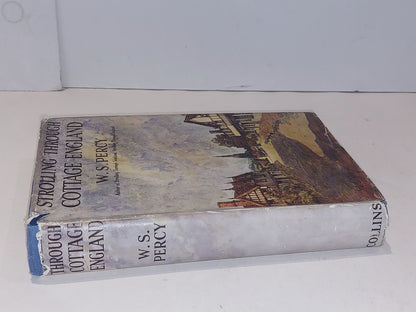 STROLLING THROUGH
COTTAGE ENGLAND
W. S. PERCY
THROUGH
COTTAGE
ENGLAND
W. S.
PERCY
COLLINS